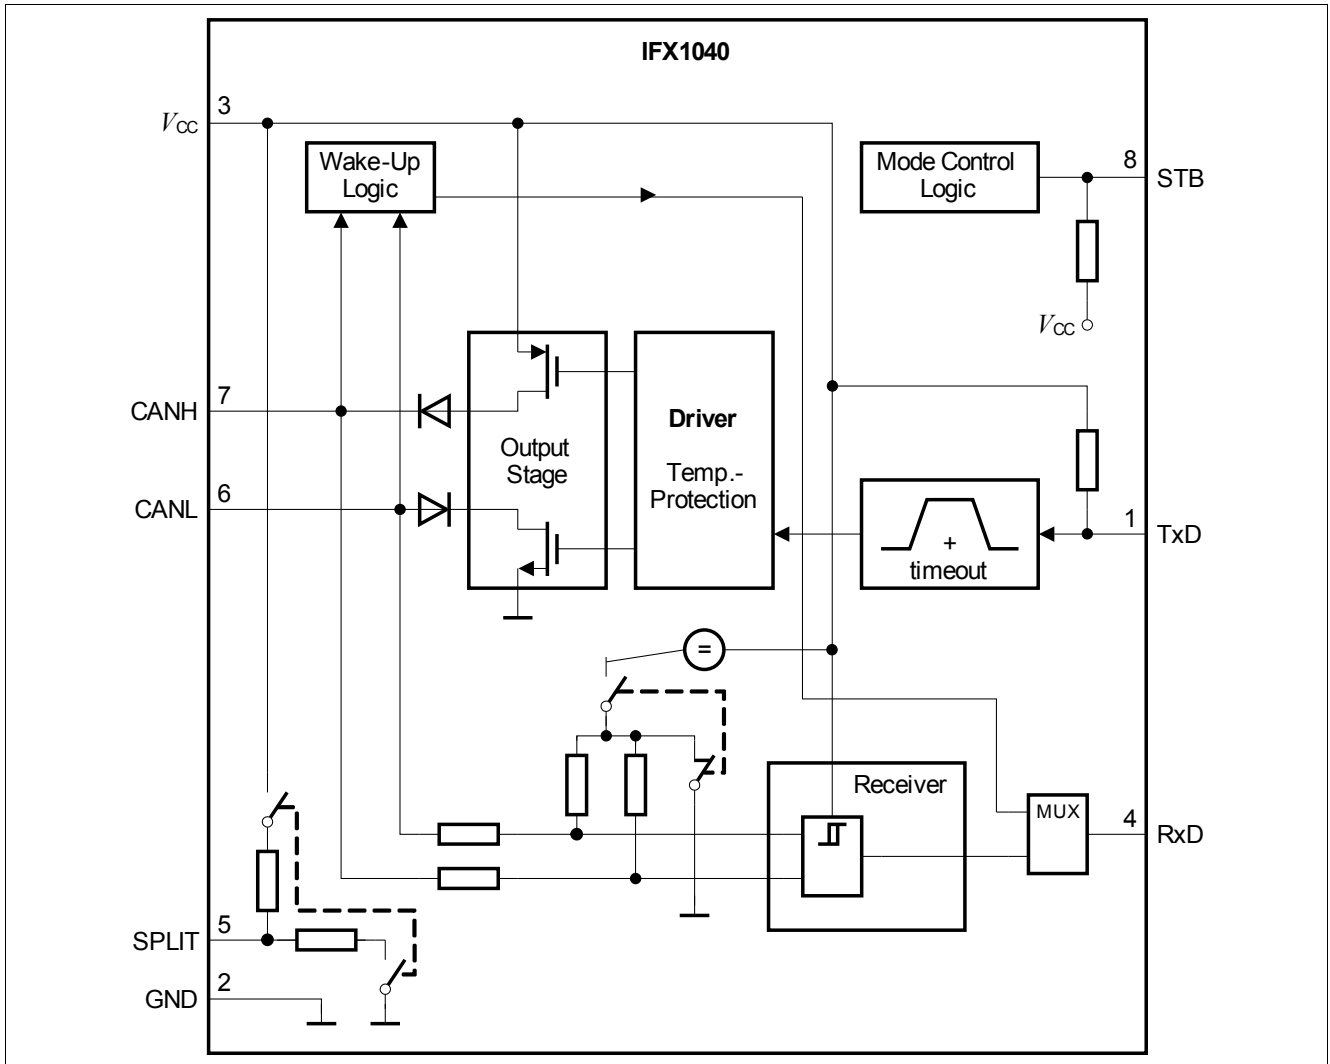 IFX1040
3
VCC
Wake-Up
Logic
Mode Control
Logic
8
STB
VCC
7
CANH
Driver
Output
Stage
Temp.-
Protection
6
CANL
1
TxD
+
timeout
=
Receiver
MUX
4
RxD
5
SPLIT
2
GND